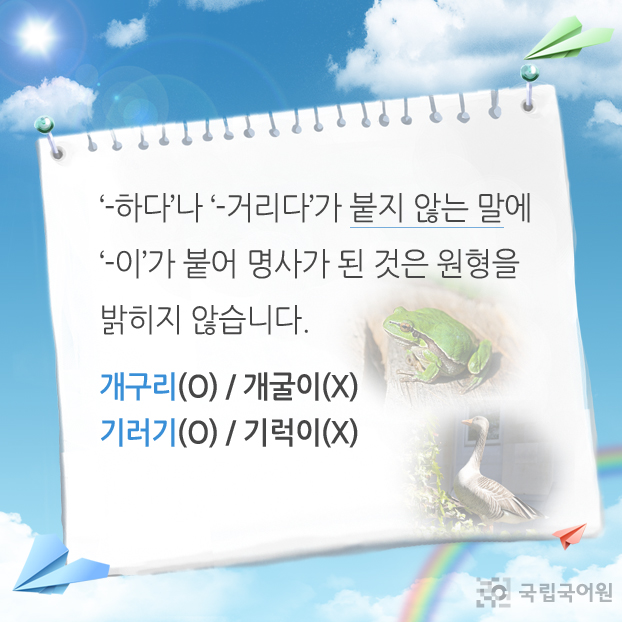 ‘-하다’나 ‘-거리다’가 붙지 않는 말에
‘-이’가 붙어 명사가 된 것은 원형을
밝히지 않습니다.
개구리(O) / 개굴이(X)
기러기(O) / 기럭이(X)
국립국어원